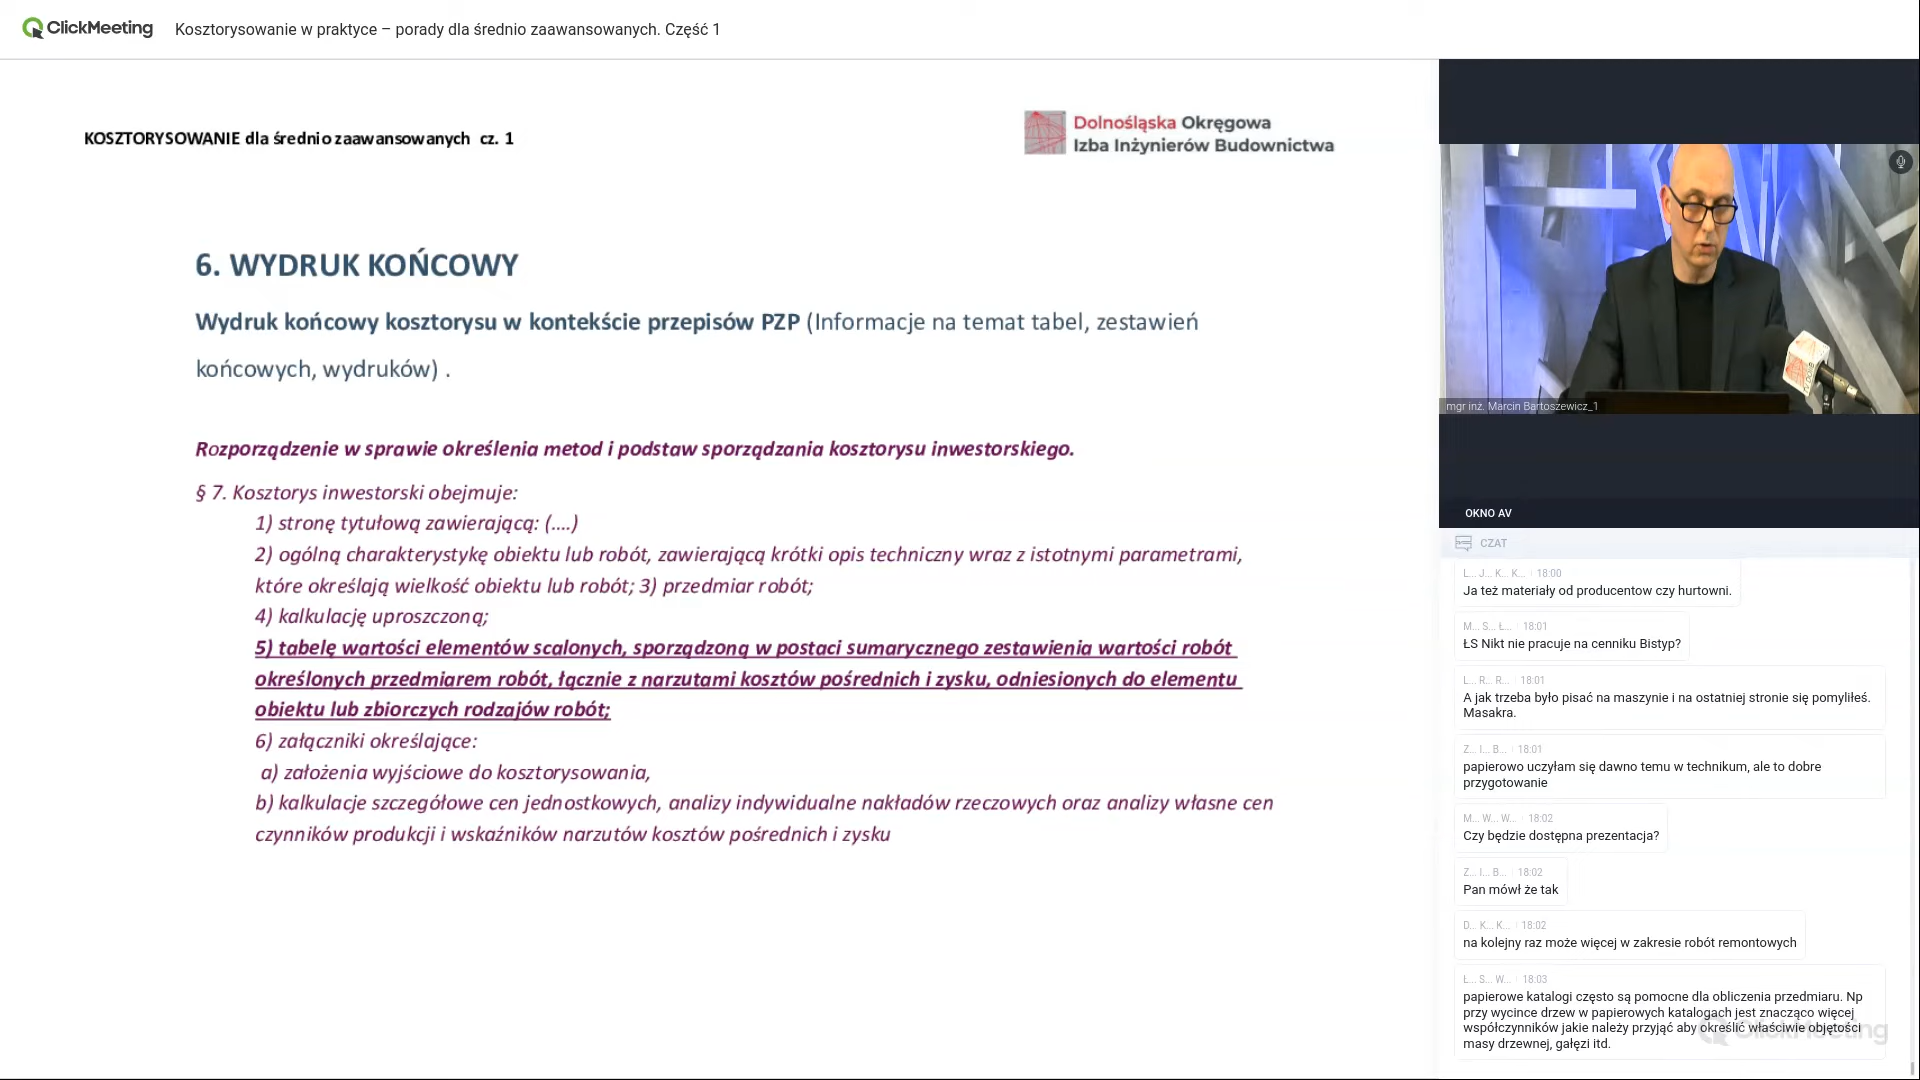 ClickMeeting
Kosztorysowanie w praktyce – porady dla średnio zaawansowanych. Część 1
KOSZTORYSOWANIE dla średnio zaawansowanych cz. 1
Dolnośląska Okręgowa
Izba Inżynierów Budownictwa
6. WYDRUK KOŃCOWY
Wydruk końcowy kosztorysu w kontekście przepisów PZP (Informacje na temat tabel, zestawień
końcowych, wydruków) .
Rozporządzenie w sprawie określenia metod i podstaw sporządzania kosztorysu inwestorskiego.
§ 7. Kosztorys inwestorski obejmuje:
1) stronę tytułową zawierającą: (....)
2) ogólną charakterystykę obiektu lub robót, zawierającą krótki opis techniczny wraz z istotnymi parametrami,
które określają wielkość obiektu lub robót; 3) przedmiar robót;
4) kalkulację uproszczoną;
5) tabelę wartości elementów scalonych, sporządzoną w postaci sumarycznego zestawienia wartości robót
określonych przedmiarem robót, łącznie z narzutami kosztów pośrednich i zysku, odniesionych do elementu
obiektu lub zbiorczych rodzajów robót;
6) załączniki określające:
a) założenia wyjściowe do kosztorysowania,
b) kalkulacje szczegółowe cen jednostkowych, analizy indywidualne nakładów rzeczowych oraz analizy własne cen
czynników produkcji i wskaźników narzutów kosztów pośrednich i zysku
mgr inż. Marcin Bartoszewicz_1
OKNO AV
CZAT
L... J... K... K... 18:00
Ja też materiały od producentow czy hurtowni.
M... S... Ł... 18:01
ŁS Nikt nie pracuje na cenniku Bistyp?
L... R... R... 18:01
A jak trzeba było pisać na maszynie i na ostatniej stronie się pomyliłeś.
Masakra.
Z... I... B... 18:01
papierowo uczyłam się dawno temu w technikum, ale to dobre
przygotowanie
M... W... W... 18:02
Czy będzie dostępna prezentacja?
Z... I... B... 18:02
Pan mówł że tak
D... K... K... 18:02
na kolejny raz może więcej w zakresie robót remontowych
Ł... S... W... 18:03
papierowe katalogi często są pomocne dla obliczenia przedmiaru. Np
przy wycince drzew w papierowych katalogach jest znacząco więcej
współczynników jakie należy przyjąć aby określić właściwie objętości
masy drzewnej, gałęzi itd.
ClickMeeting